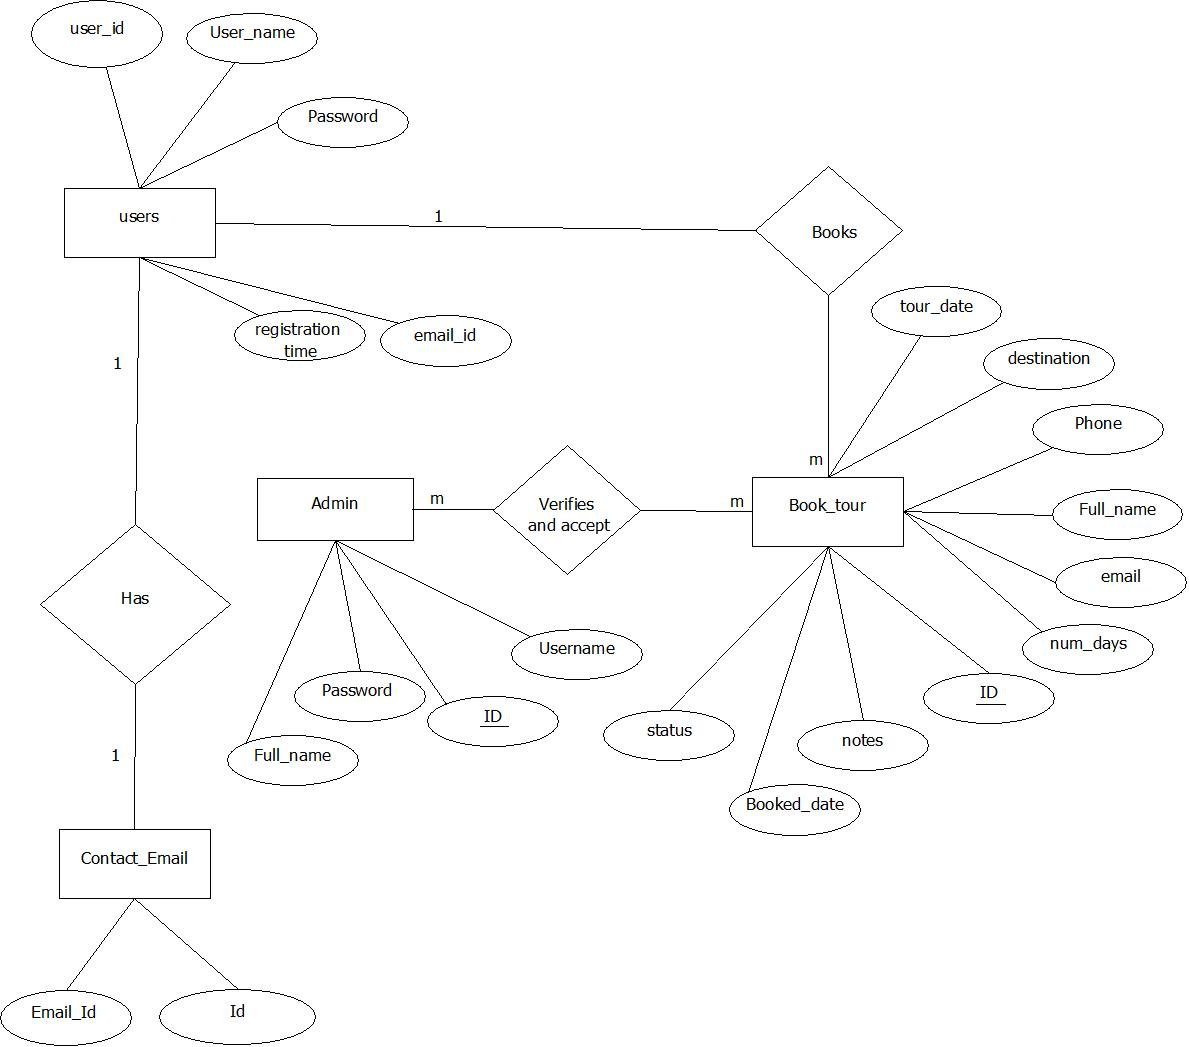 user_id
User_name
Password
users
1
Books
registration
time
email_id
tour_date
destination
1
Phone
m
Admin
m
Verifies
and accept
m
Book_tour
Full_name
email
Has
Username
num_days
Password
ID
ID
status
notes
Full_name
1
Booked_date
Contact_Email
Email_Id
Id